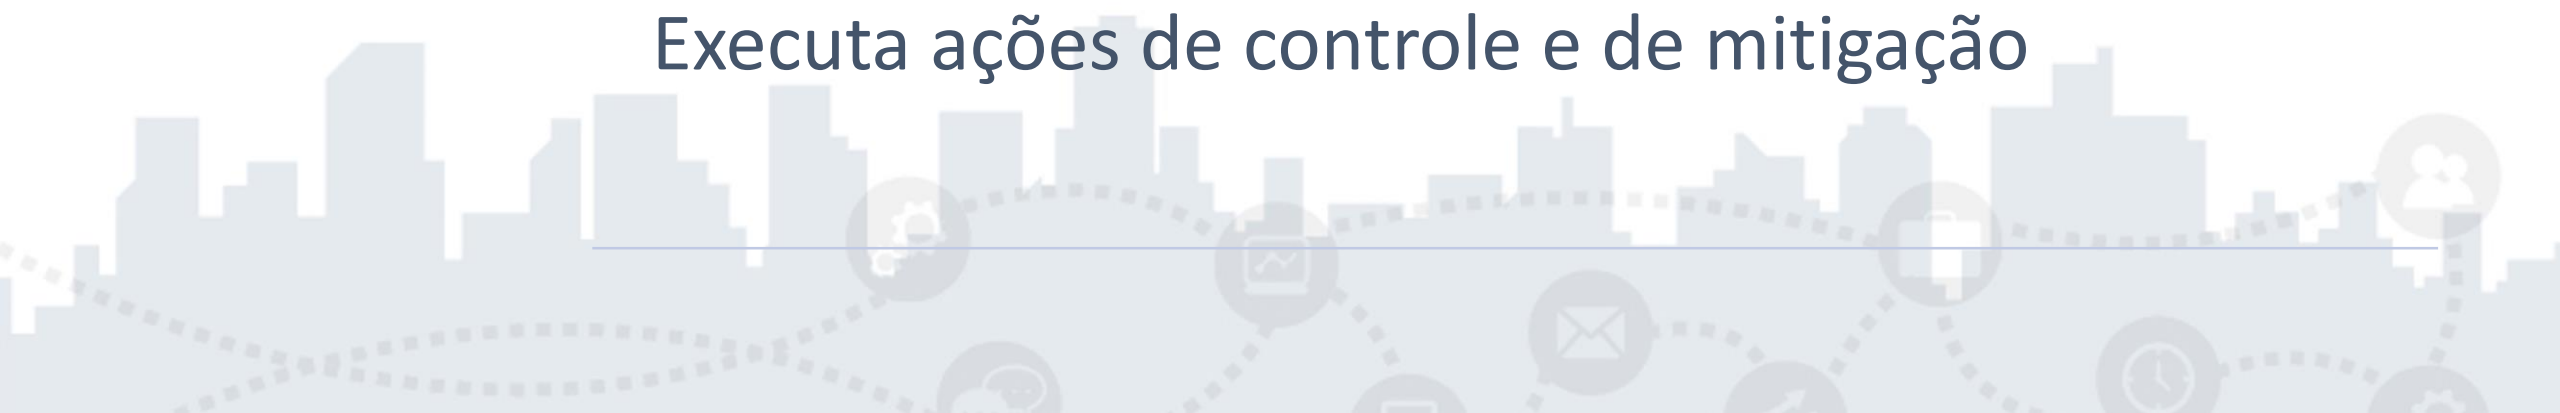 Executa ações de controle e de mitigação